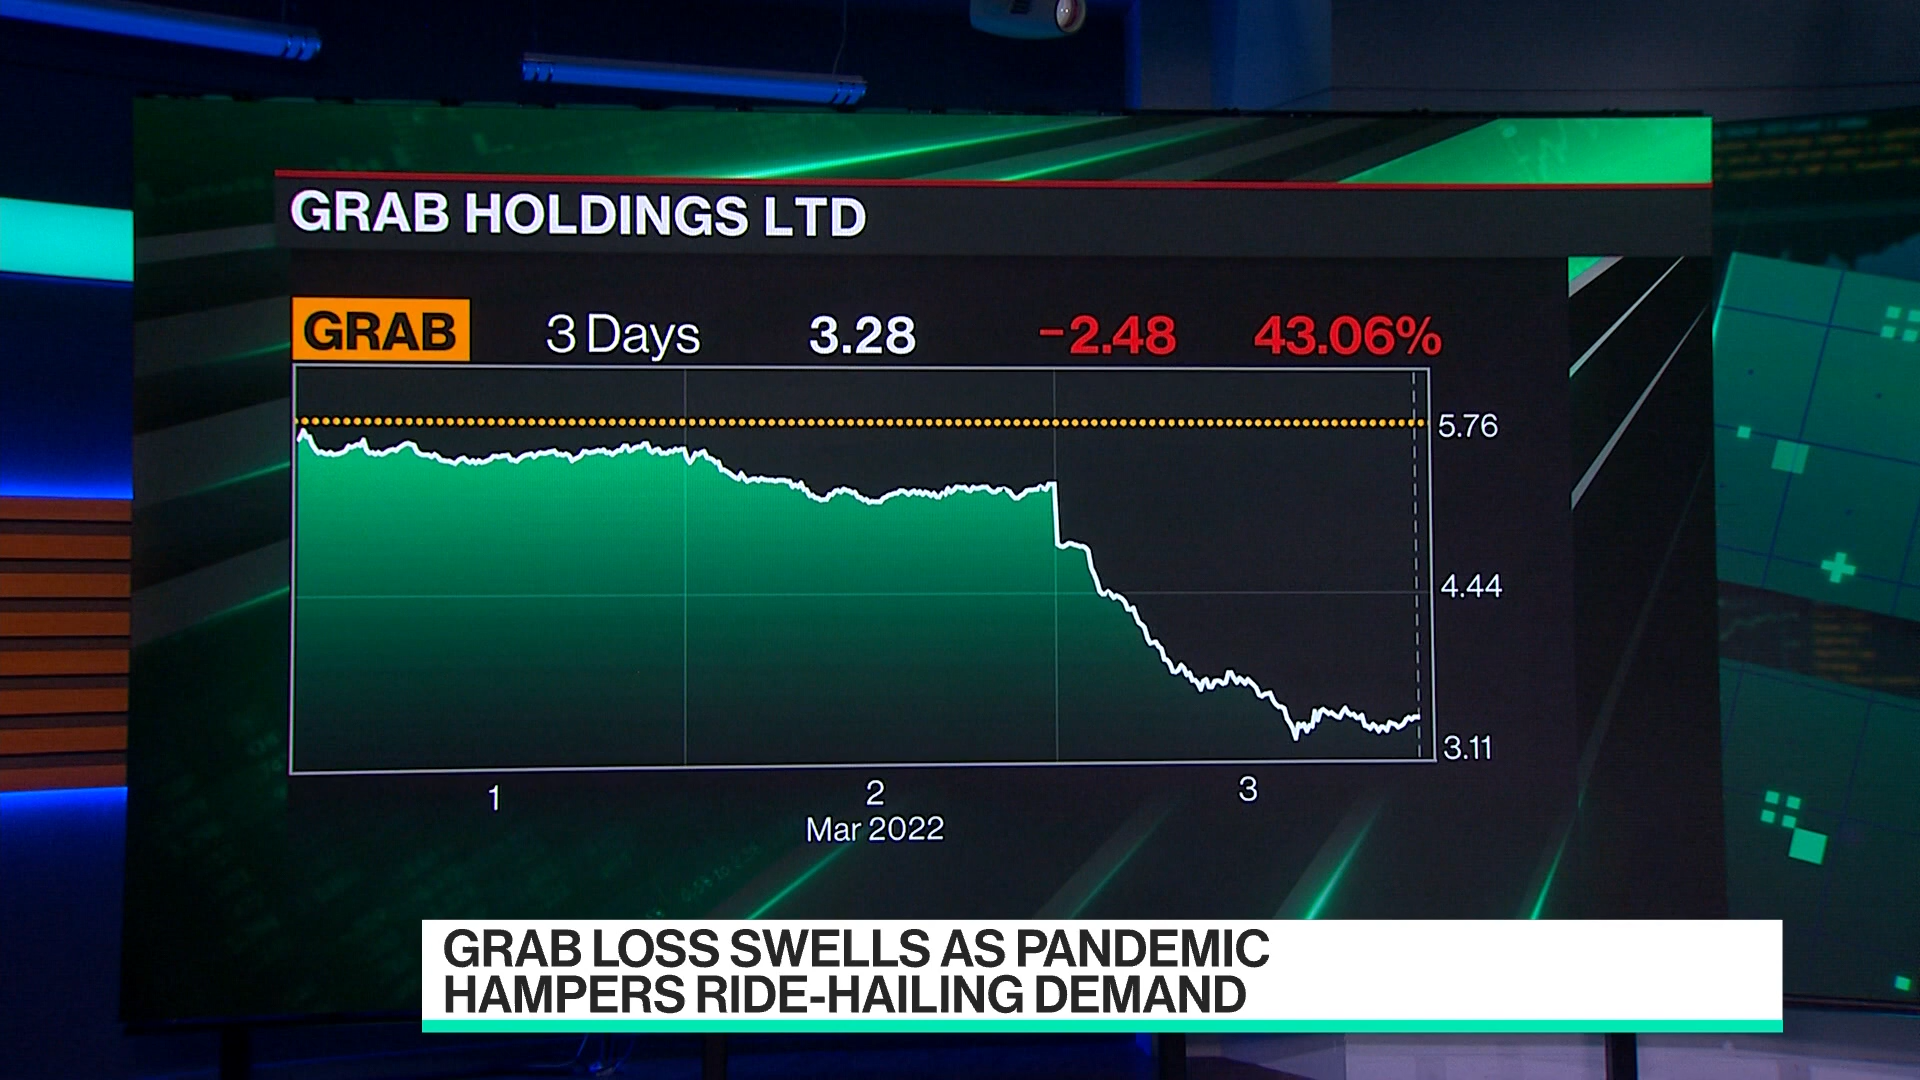 GRAB HOLDINGS LTD
GRAB 3 Days 3.28 −2.48 43.06%
5.76
4.44
3.11
1 2 3
Mar 2022
GRAB LOSS SWELLS AS PANDEMIC
HAMPERS RIDE-HAILING DEMAND